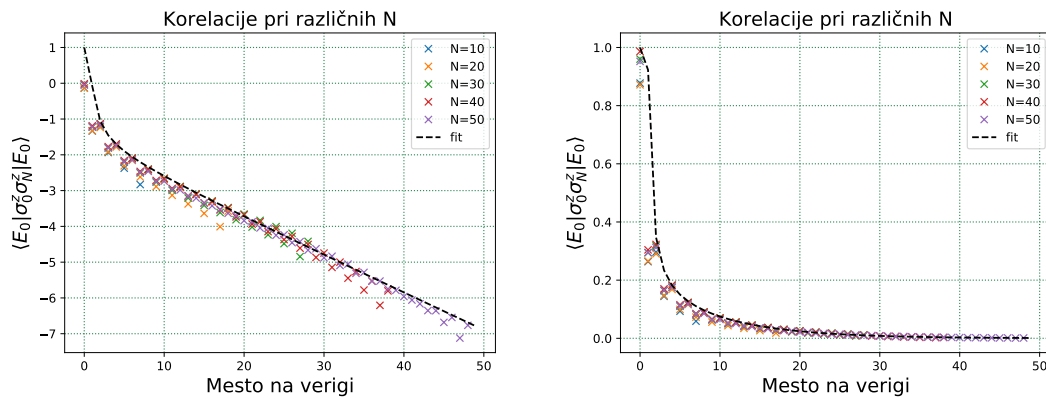 Korelacije pri različnih N
⟨E₀|σ₀ᶻσ_Nᶻ|E₀⟩
1
0
−1
−2
−3
−4
−5
−6
−7
0 10 20 30 40 50
Mesto na verigi
N=10
N=20
N=30
N=40
N=50
fit
Korelacije pri različnih N
⟨E₀|σ₀ᶻσ_Nᶻ|E₀⟩
1.0
0.8
0.6
0.4
0.2
0.0
0 10 20 30 40 50
Mesto na verigi
N=10
N=20
N=30
N=40
N=50
fit